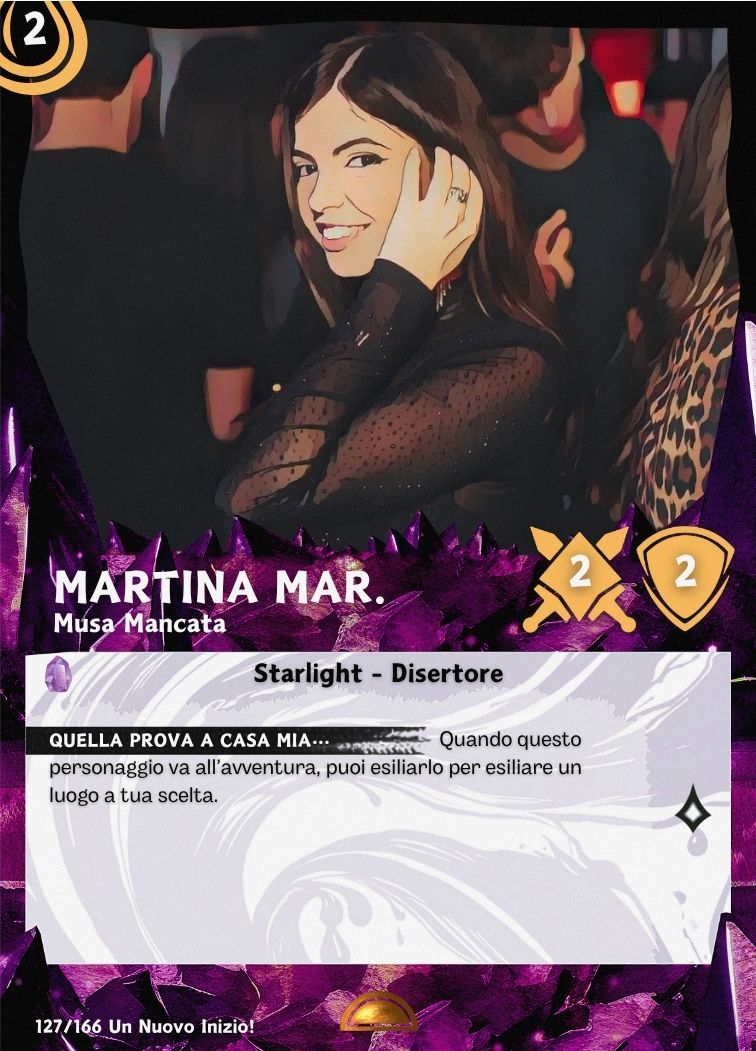 2
MARTINA MAR.
Musa Mancata
2
2
Starlight - Disertore
QUELLA PROVA A CASA MIA... Quando questo
personaggio va all'avventura, puoi esiliarlo per esiliare un
luogo a tua scelta.
127/166 Un Nuovo Inizio!